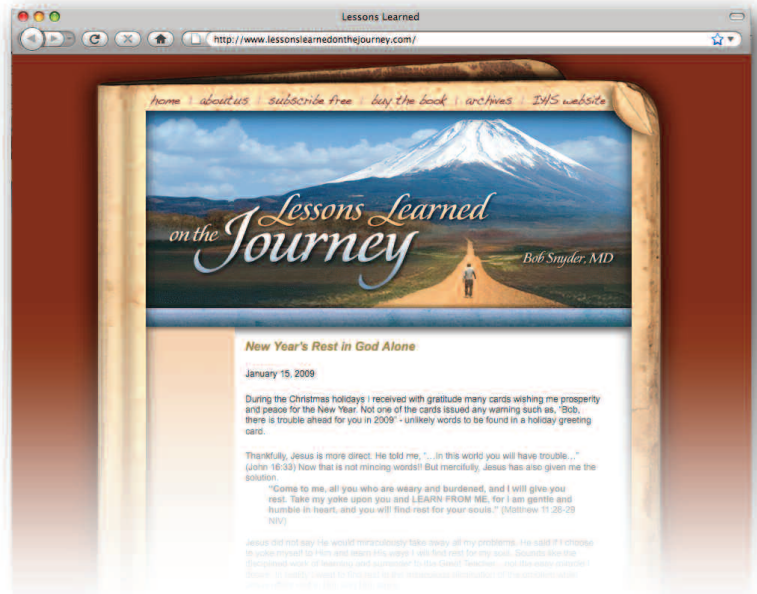 Lessons Learned
http://www.lessonslearnedonthejourney.com/
home | about us | subscribe free | buy the book | archives | IHS website
Lessons Learned
on the Journey
Bob Snyder, MD
New Year's Rest in God Alone
January 15, 2009
During the Christmas holidays I received with gratitude many cards wishing me prosperity
and peace for the New Year. Not one of the cards issued any warning such as, "Bob,
there is trouble ahead for you in 2009" - unlikely words to be found in a holiday greeting
card.
Thankfully, Jesus is more direct. He told me, "…In this world you will have trouble…"
(John 16:33) Now that is not mincing words!! But mercifully, Jesus has also given me the
solution
"Come to me, all you who are weary and burdened, and I will give you
rest. Take my yoke upon you and LEARN FROM ME, for I am gentle and
humble in heart, and you will find rest for your souls." (Matthew 11:28-29
NIV)
Jesus did not say He would miraculously take away all my problems. He said if I choose
to yoke myself to Him and learn His ways I will find rest for my soul. Sounds like the